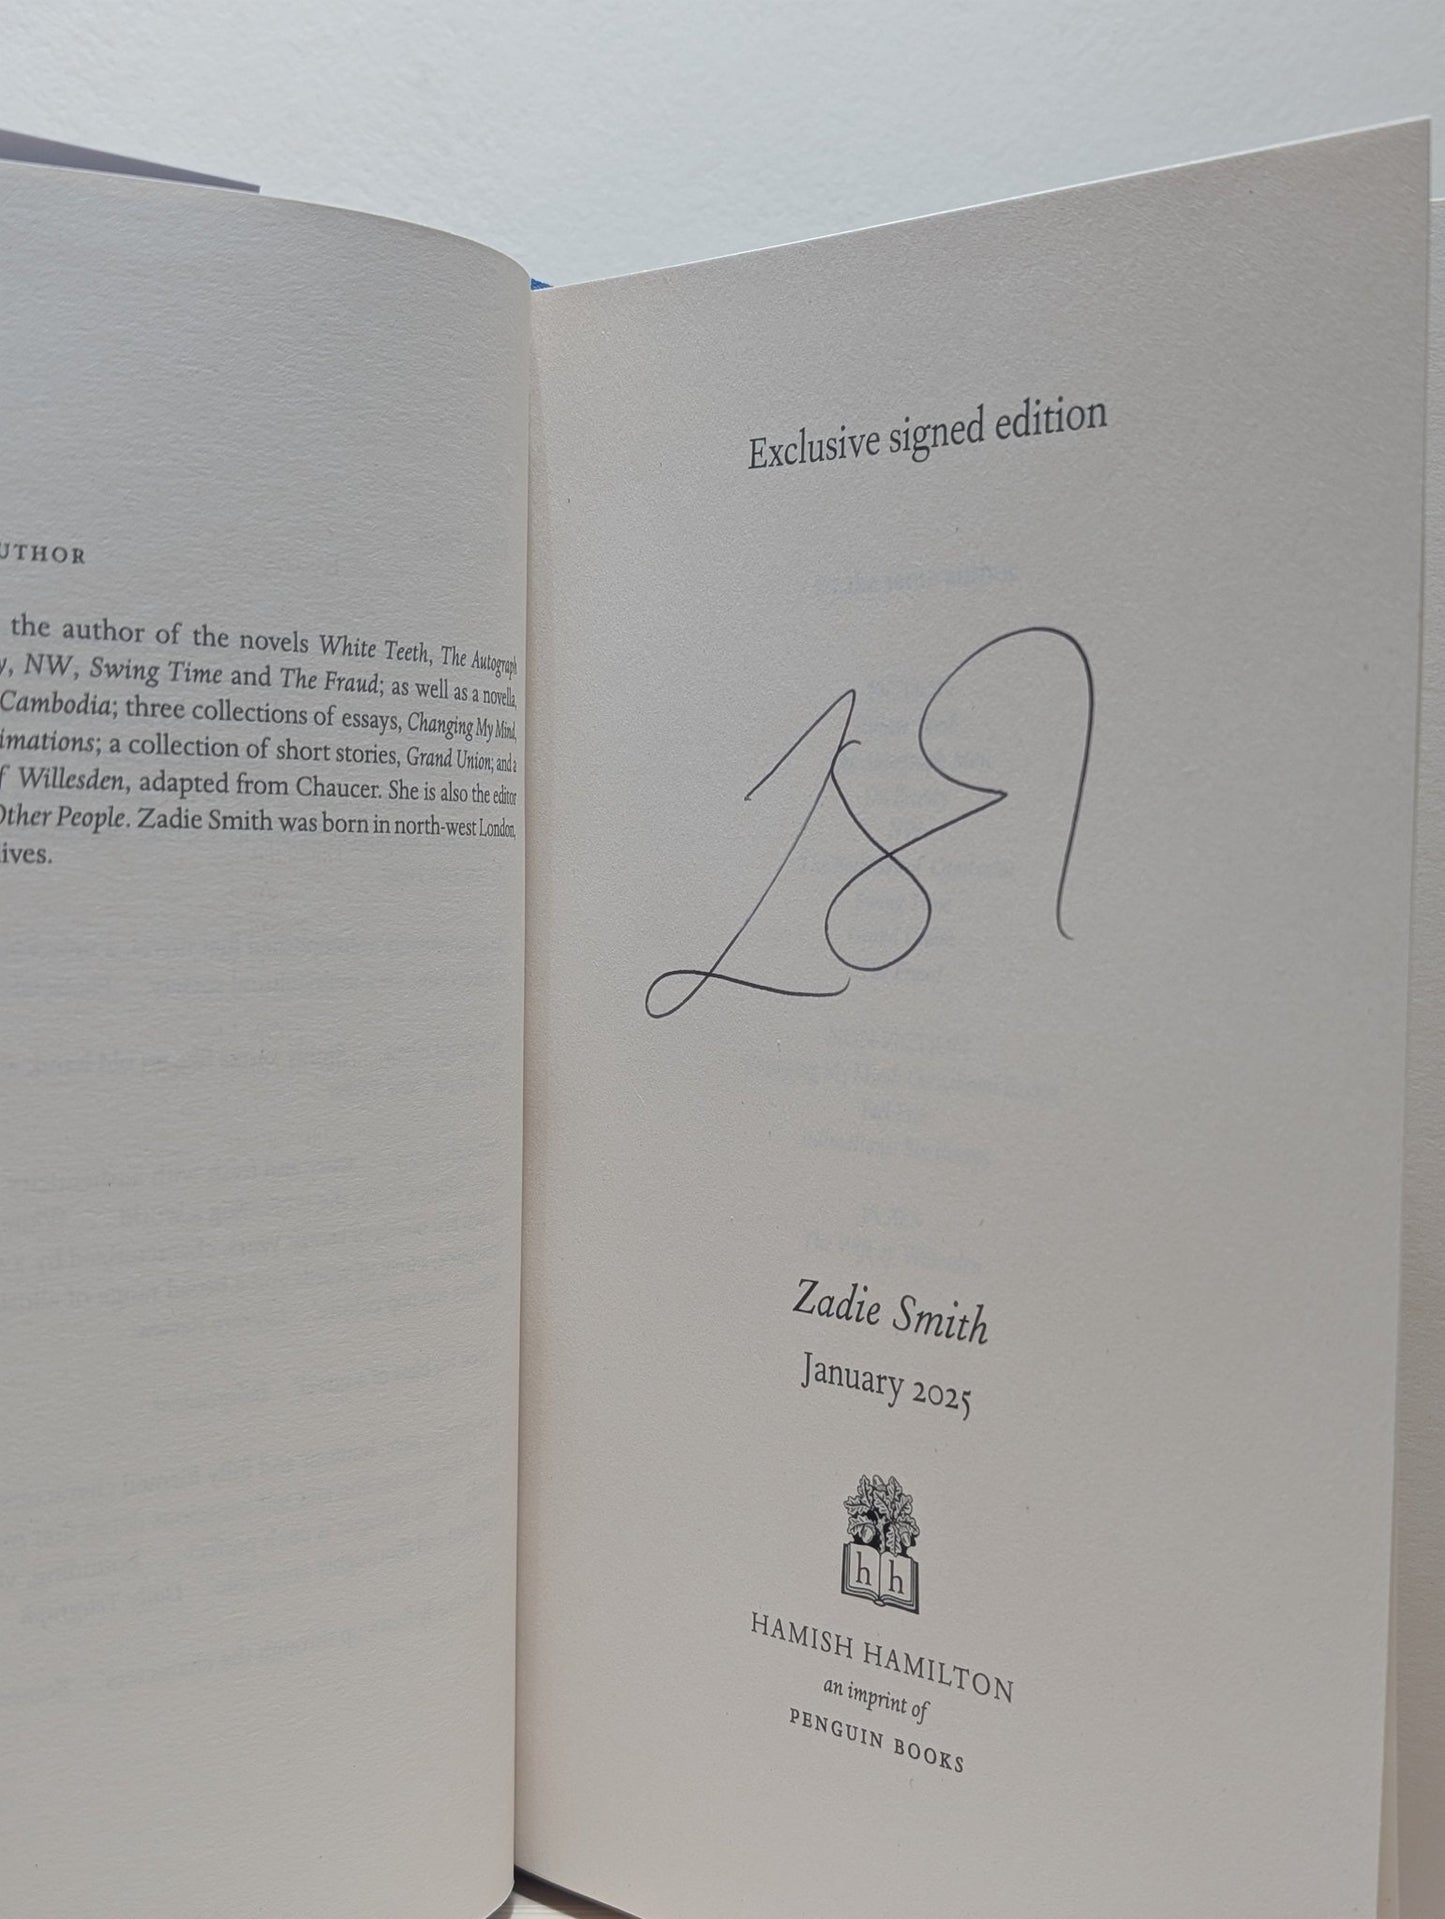 UTHOR
the author of the novels White Teeth, The Autograph
y, NW, Swing Time and The Fraud; as well as a novella,
Cambodia; three collections of essays, Changing My Mind,
imations; a collection of short stories, Grand Union; and a
f Willesden, adapted from Chaucer. She is also the editor
Other People. Zadie Smith was born in north-west London,
ives.
Exclusive signed edition
Zadie Smith
January 2025
h h
HAMISH HAMILTON
an imprint of
PENGUIN BOOKS